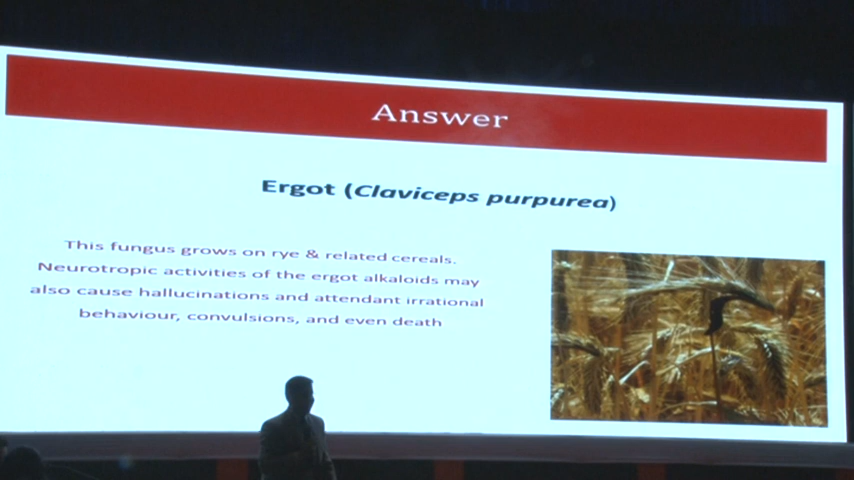 Answer
Ergot (Claviceps purpurea)
This fungus grows on rye & related cereals.
Neurotropic activities of the ergot alkaloids may
also cause hallucinations and attendant irrational
behaviour, convulsions, and even death